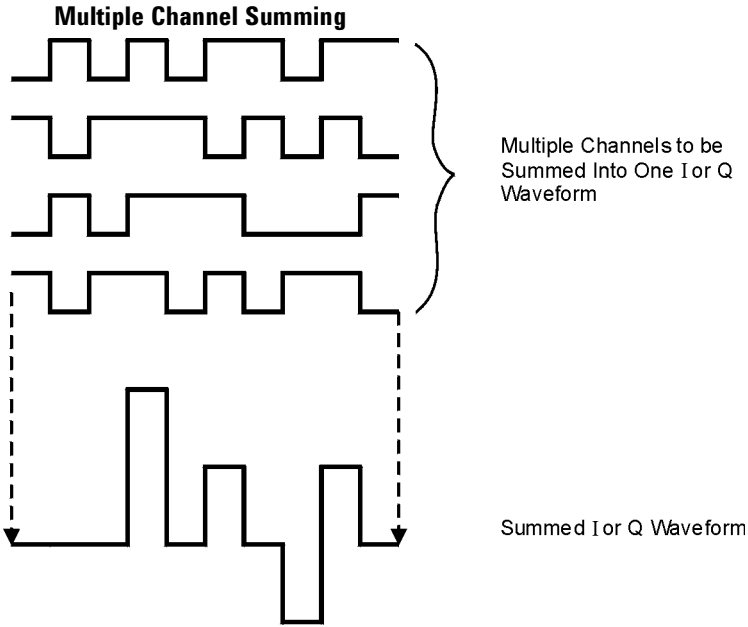 Multiple Channel Summing
Multiple Channels to be
Summed Into One I or Q
Waveform
Summed I or Q Waveform